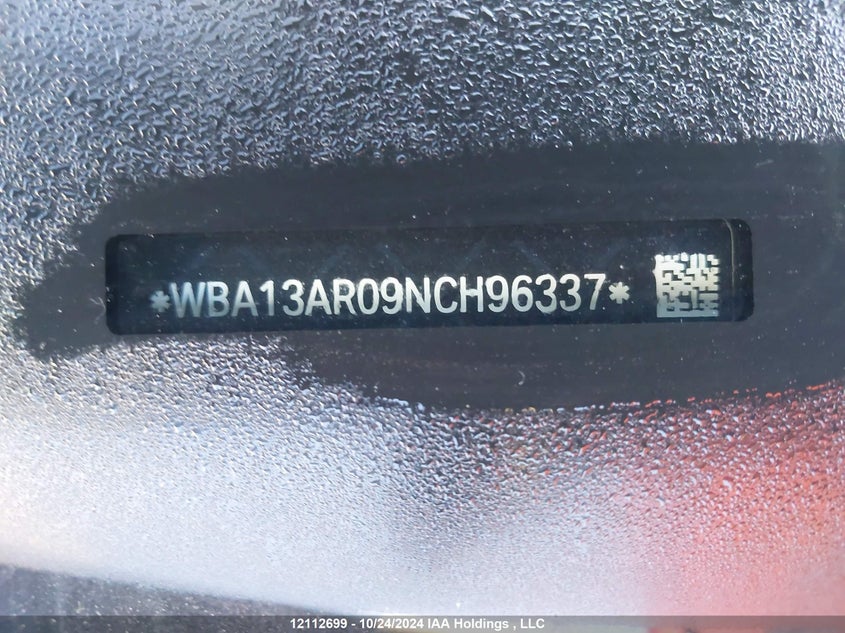 *WBA13AR09NCH96337*
12112699 - 10/24/2024 IAA Holdings , LLC